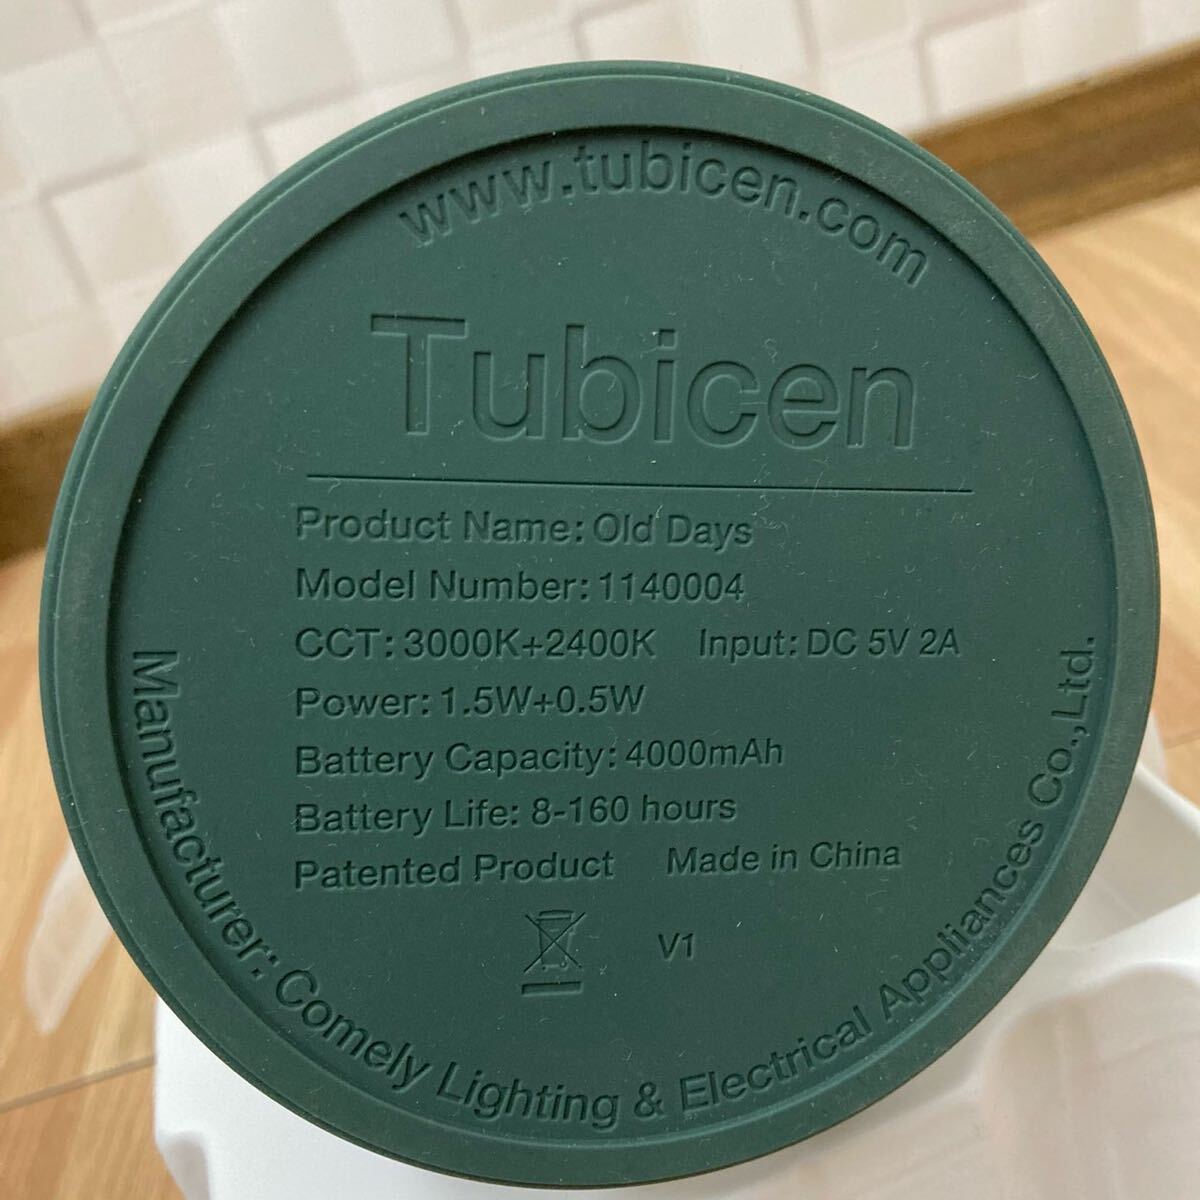 www.tubicen.com
Tubicen
Product Name: Old Days
Model Number: 1140004
CCT: 3000K+2400K Input: DC 5V 2A
Power: 1.5W+0.5W
Battery Capacity: 4000mAh
Battery Life: 8-160 hours
Patented Product Made in China
V1
Manufacturer: Comely Lighting & Electrical Appliances Co.,Ltd.